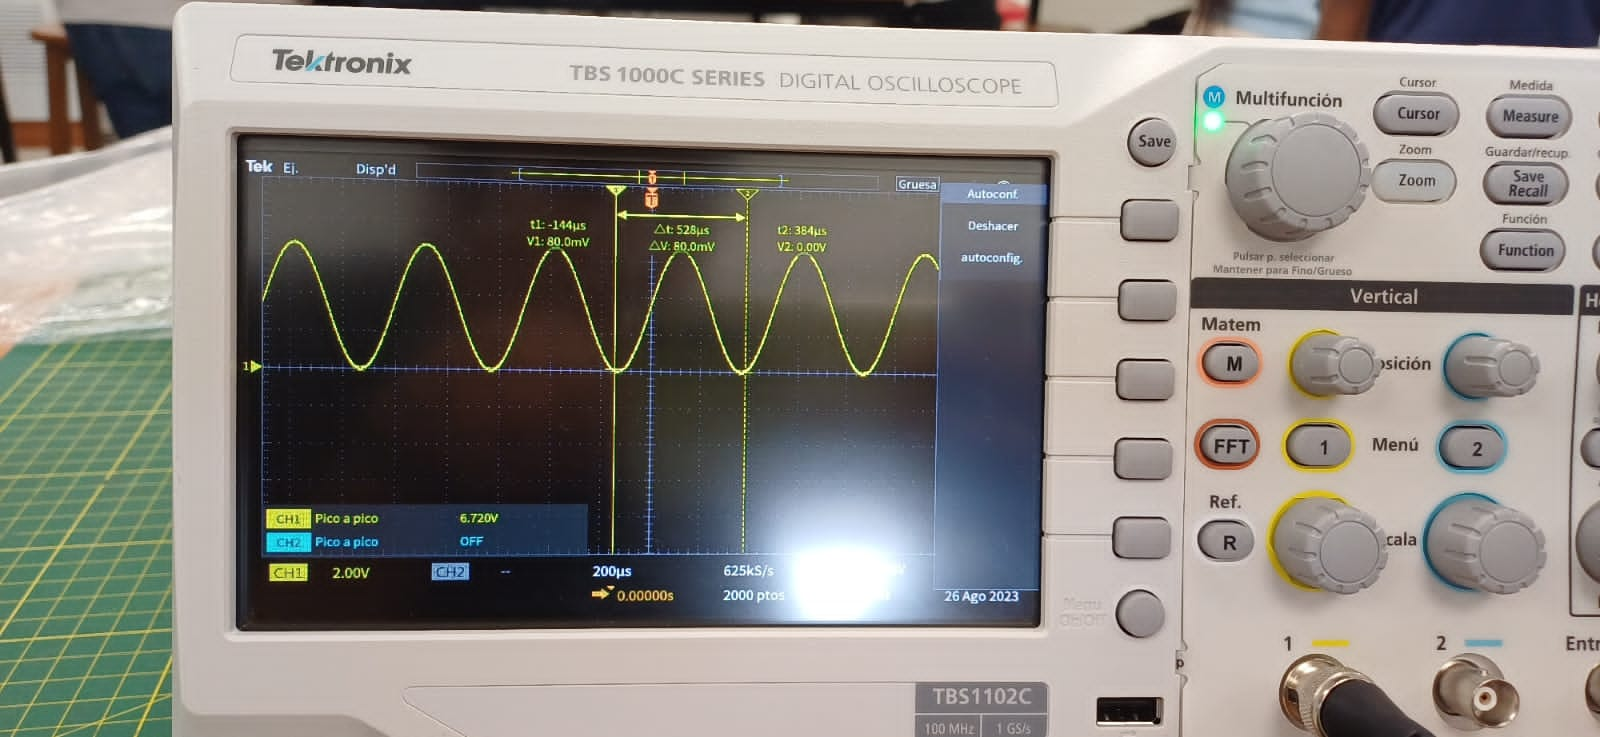 Tektronix
TBS 1000C SERIES DIGITAL OSCILLOSCOPE
Tek Ej. Disp'd
Gruesa
T
1 2
t1: -144µs
V1: 80.0mV
Δt: 528µs
ΔV: 80.0mV
t2: 384µs
V2: 0.00V
Autoconf.
Deshacer
autoconfig.
1
CH1 Pico a pico 6.720V
CH2 Pico a pico OFF
CH1 2.00V CH2 -- 200µs 625kS/s
0.00000s 2000 ptos 26 Ago 2023
TBS1102C
100 MHz 1 GS/s
Save
Menu
On/Off
M Multifunción
Pulsar p. seleccionar
Mantener para Fino/Grueso
Cursor
Cursor
Zoom
Zoom
Medida
Measure
Guardar/recup.
Save
Recall
Función
Function
Vertical
Matem
M
FFT
1
Menú
2
Ref.
R
1
2